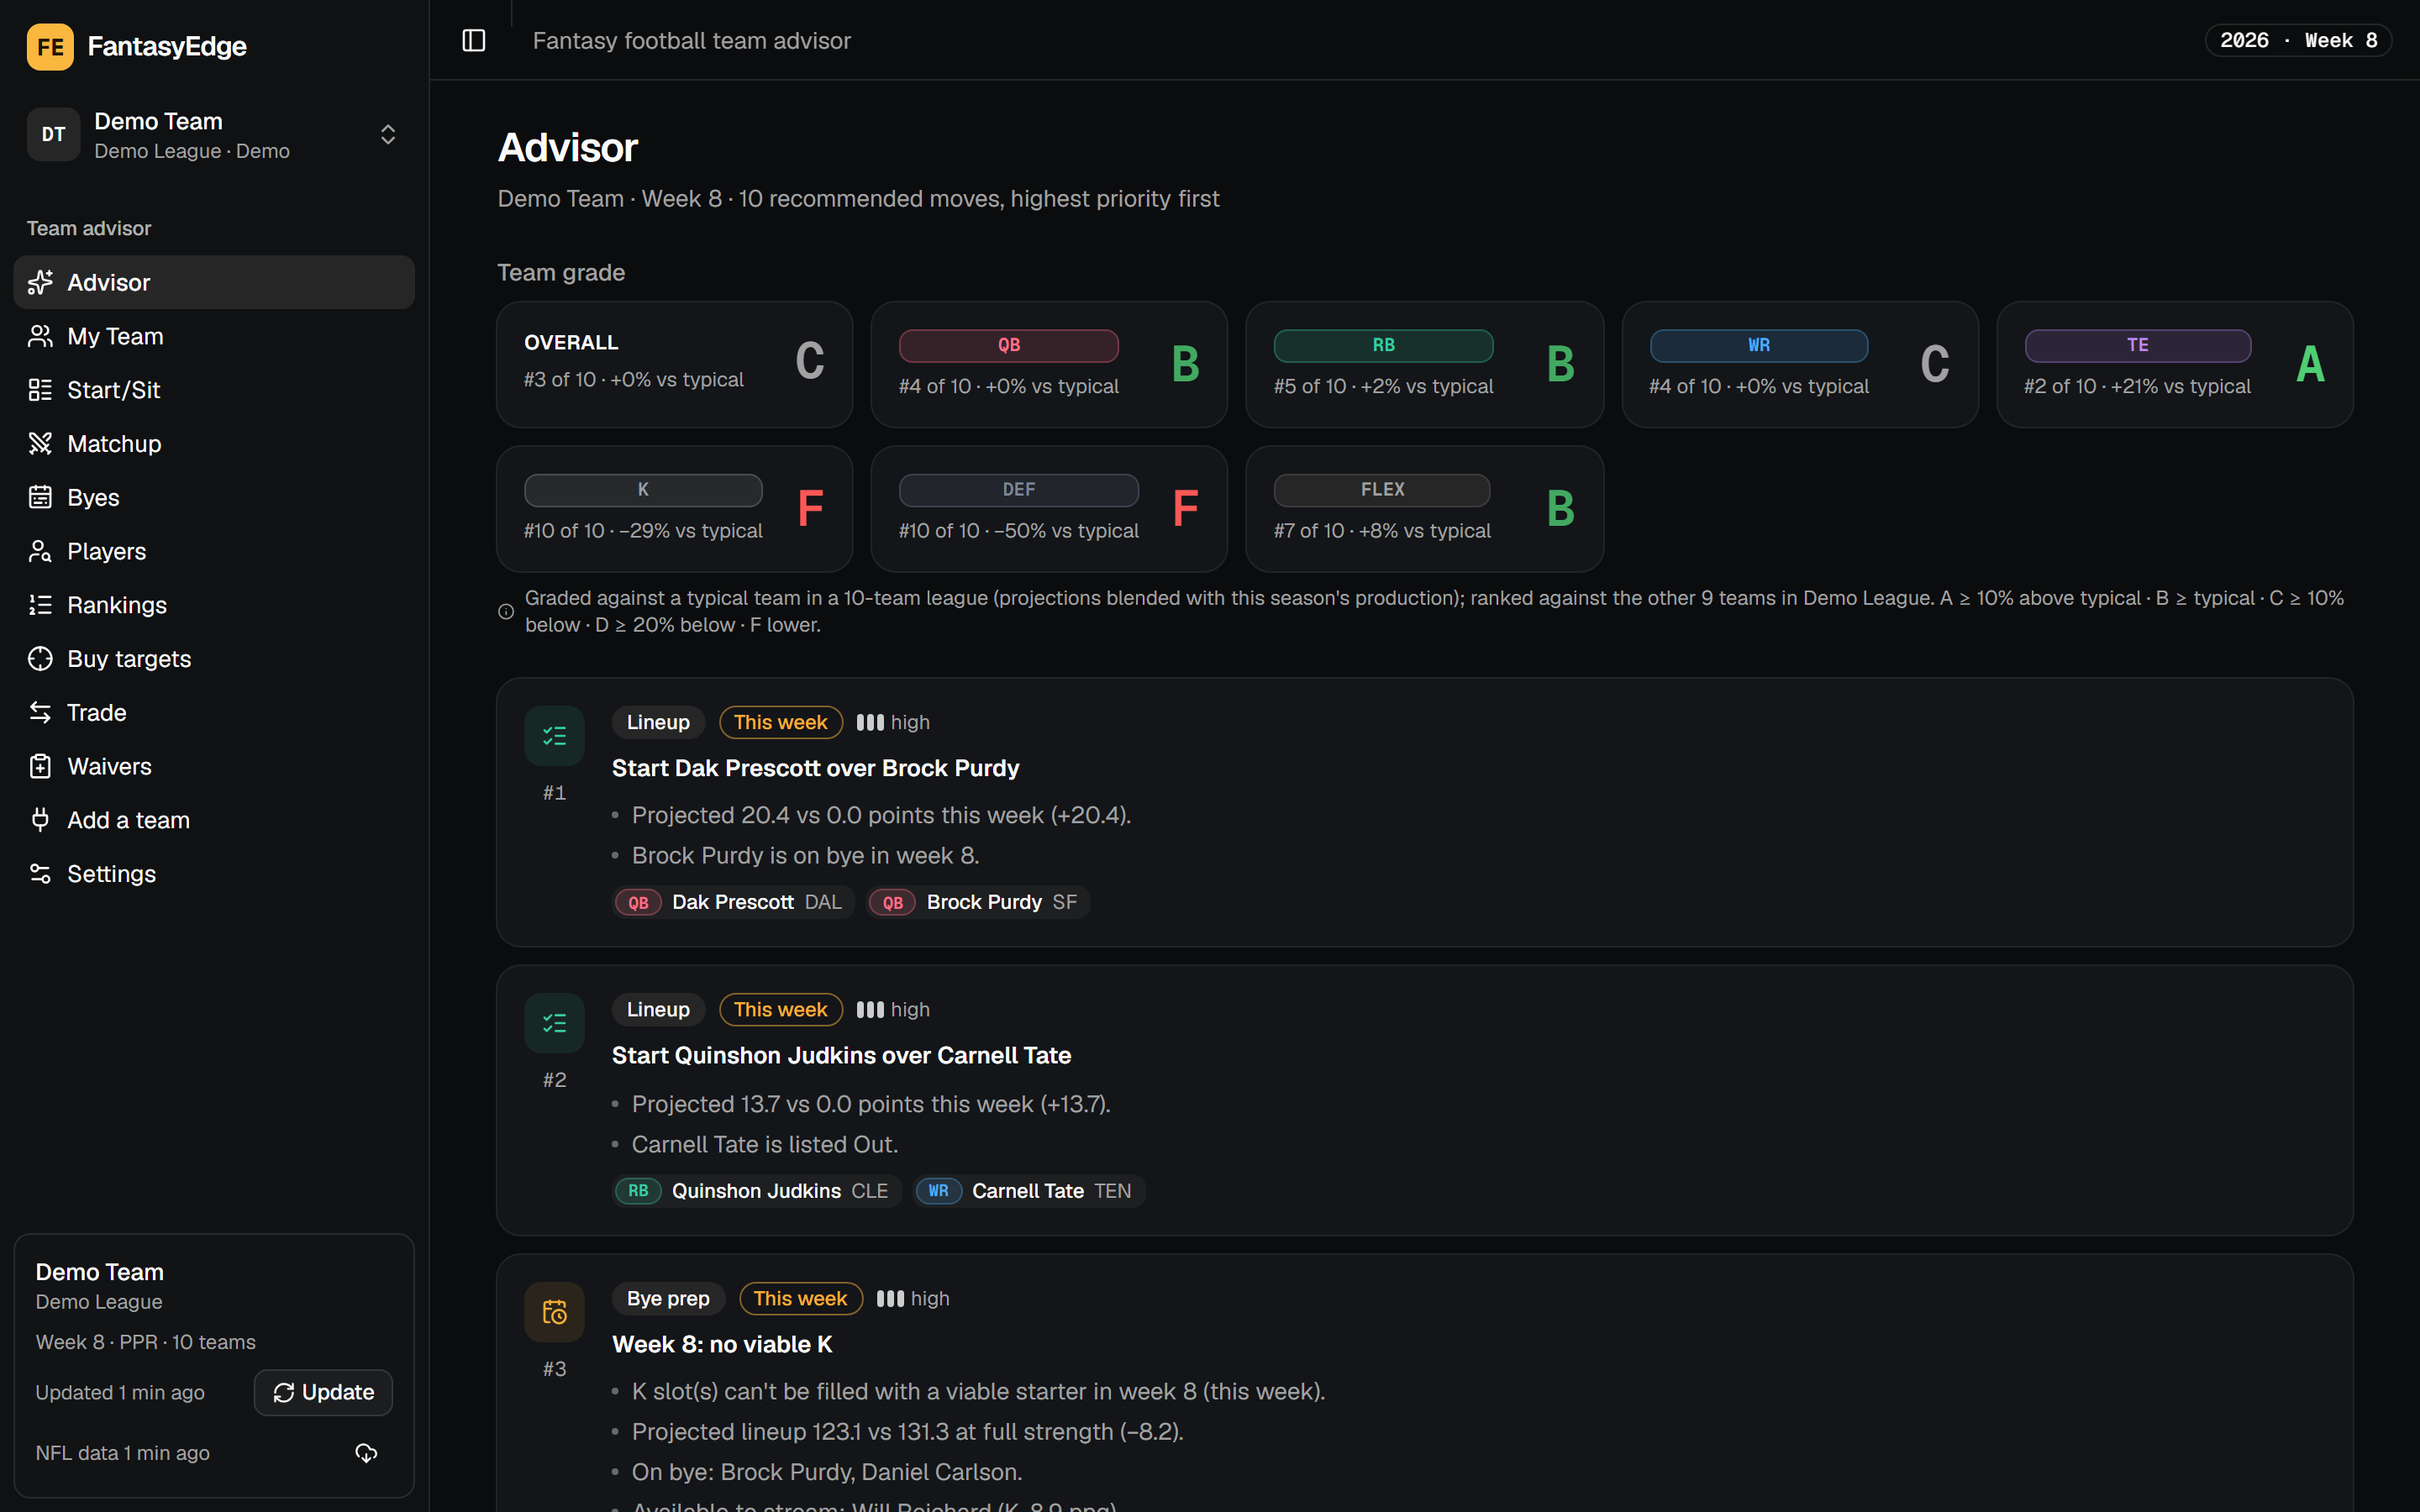 FE FantasyEdge
DT
Demo Team
Demo League · Demo
Team advisor
Advisor
My Team
Start/Sit
Matchup
Byes
Players
Rankings
Buy targets
Trade
Waivers
Add a team
Settings
Demo Team
Demo League
Week 8 · PPR · 10 teams
Updated 1 min ago
Update
NFL data 1 min ago
Fantasy football team advisor
2026 · Week 8
Advisor
Demo Team · Week 8 · 10 recommended moves, highest priority first
Team grade
OVERALL
#3 of 10 · +0% vs typical
C
QB
#4 of 10 · +0% vs typical
B
RB
#5 of 10 · +2% vs typical
B
WR
#4 of 10 · +0% vs typical
C
TE
#2 of 10 · +21% vs typical
A
K
#10 of 10 · −29% vs typical
F
DEF
#10 of 10 · −50% vs typical
F
FLEX
#7 of 10 · +8% vs typical
B
Graded against a typical team in a 10-team league (projections blended with this season's production); ranked against the other 9 teams in Demo League. A ≥ 10% above typical · B ≥ typical · C ≥ 10%
below · D ≥ 20% below · F lower.
#1
Lineup This week high
Start Dak Prescott over Brock Purdy
• Projected 20.4 vs 0.0 points this week (+20.4).
• Brock Purdy is on bye in week 8.
QB Dak Prescott DAL QB Brock Purdy SF
#2
Lineup This week high
Start Quinshon Judkins over Carnell Tate
• Projected 13.7 vs 0.0 points this week (+13.7).
• Carnell Tate is listed Out.
RB Quinshon Judkins CLE WR Carnell Tate TEN
#3
Bye prep This week high
Week 8: no viable K
• K slot(s) can't be filled with a viable starter in week 8 (this week).
• Projected lineup 123.1 vs 131.3 at full strength (−8.2).
• On bye: Brock Purdy, Daniel Carlson.
• Available to stream: Will Reichard (K, 8.9 ppg)